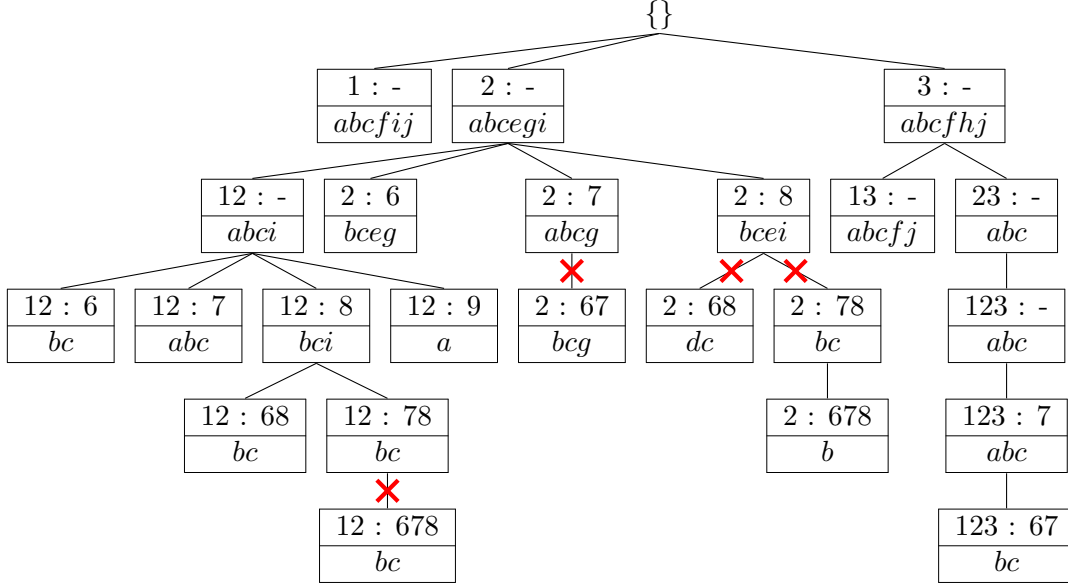 {}
1 : - 2 : - 3 : -
abcfij abcegi abcfhj
12 : - 2 : 6 2 : 7 2 : 8 13 : - 23 : -
abci bceg abcg bcei abcfj abc
12 : 6 12 : 7 12 : 8 12 : 9 2 : 67 2 : 68 2 : 78 123 : -
bc abc bci a bcg dc bc abc
12 : 68 12 : 78 2 : 678 123 : 7
bc bc b abc
12 : 678 123 : 67
bc bc